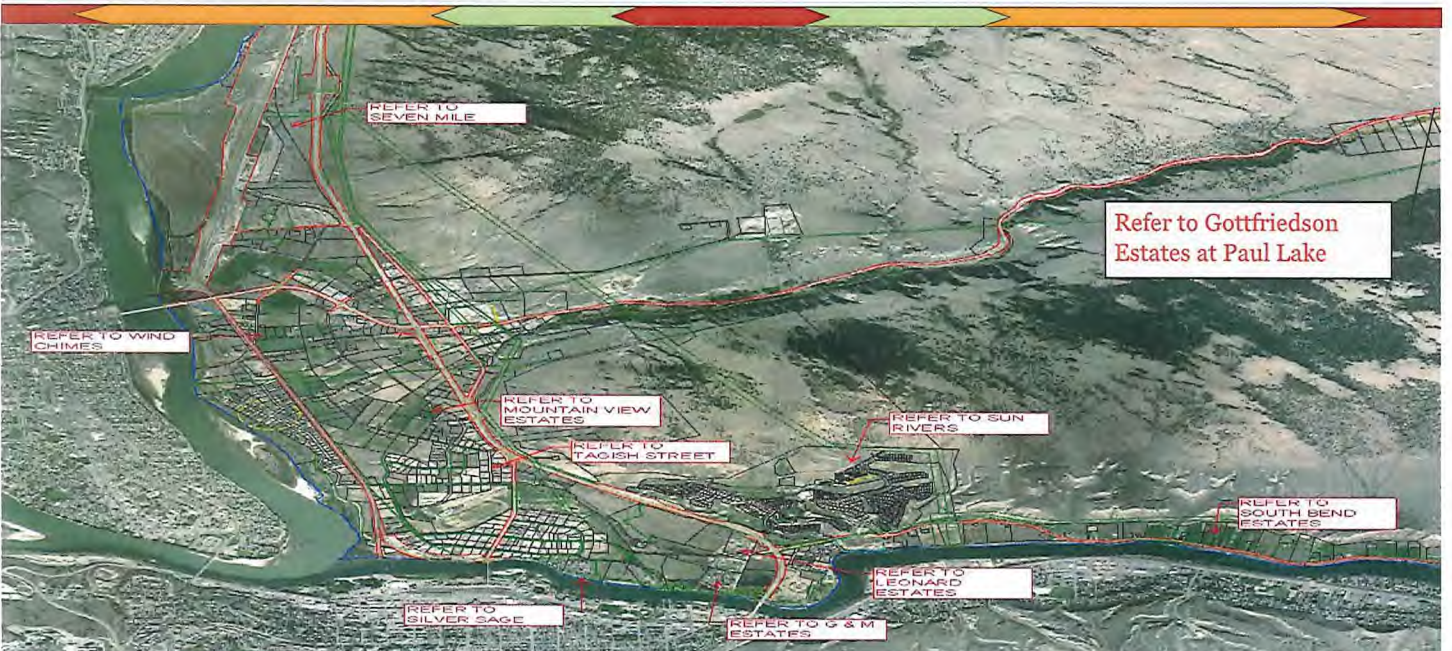 REFER TO
SEVEN MILE
Refer to Gottfriedson
Estates at Paul Lake
REFER TO WIND
CHIMES
REFER TO
MOUNTAIN VIEW
ESTATES
REFER TO SUN
RIVERS
REFER TO
TAGISH STREET
REFER TO
SOUTH BEND
ESTATES
REFER TO
LEONARD
ESTATES
REFER TO
SILVER SAGE
REFER TO G & M
ESTATES